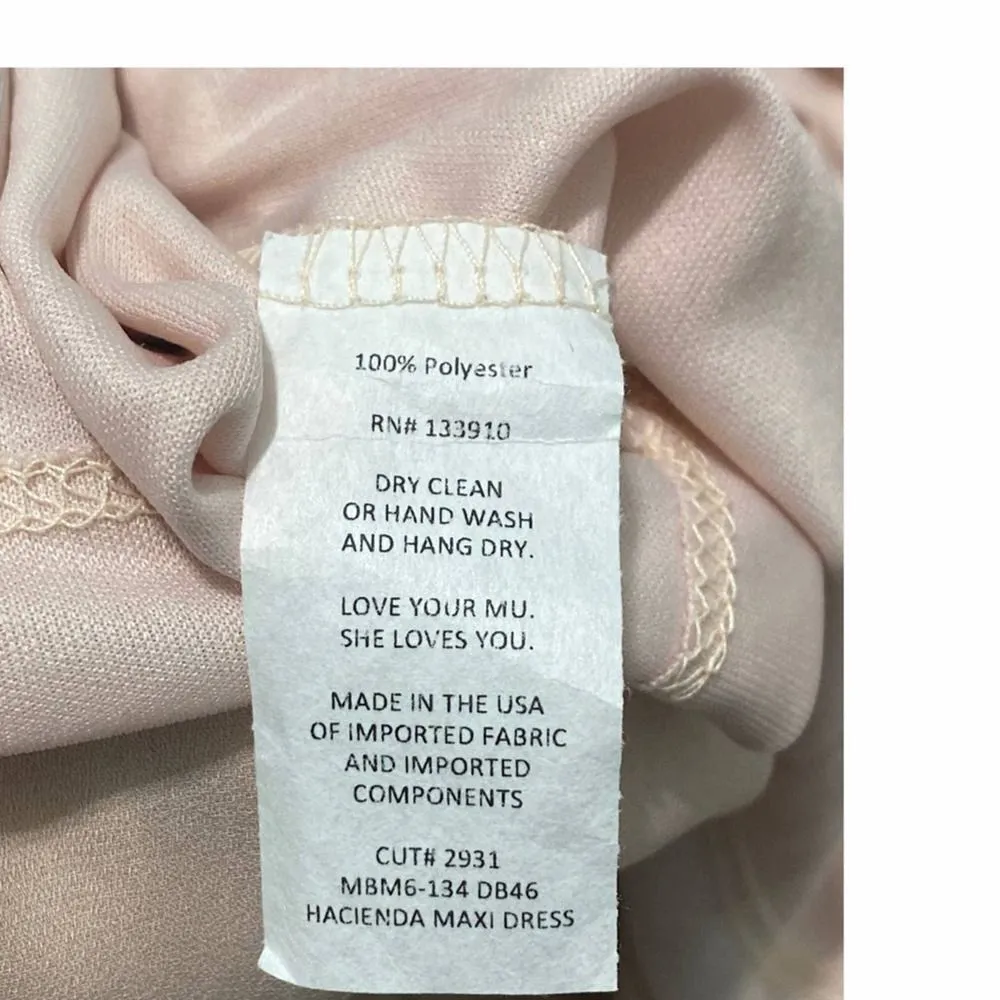 100% Polyester
RN# 133910
DRY CLEAN
OR HAND WASH
AND HANG DRY.
LOVE YOUR MU.
SHE LOVES YOU.
MADE IN THE USA
OF IMPORTED FABRIC
AND IMPORTED
COMPONENTS
CUT# 2931
MBM6-134 DB46
HACIENDA MAXI DRESS